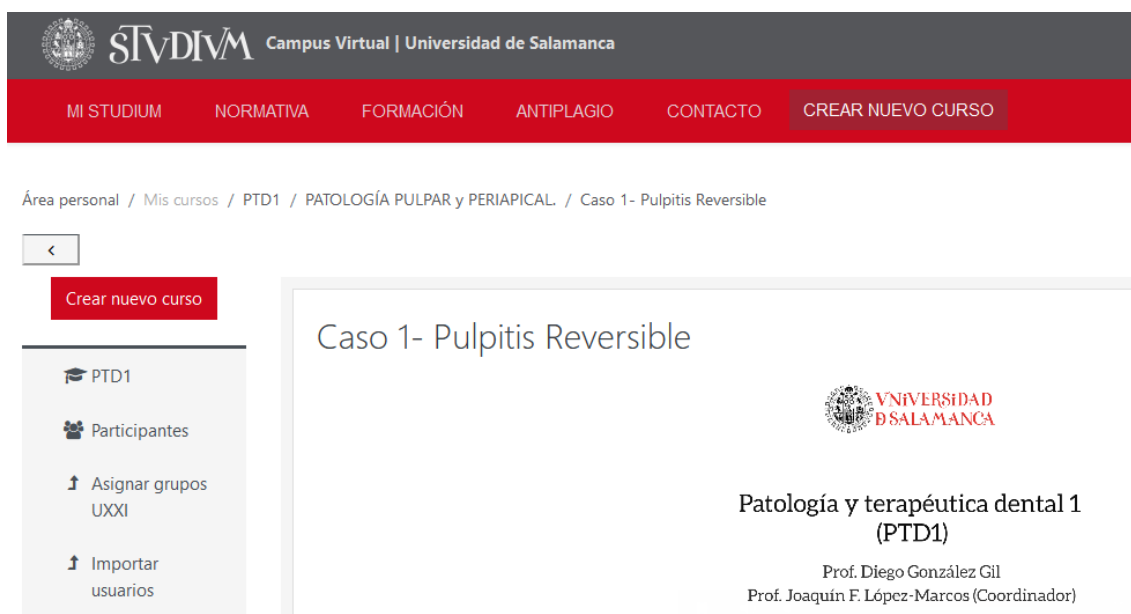 STVDIVM Campus Virtual | Universidad de Salamanca
MI STUDIUM NORMATIVA FORMACIÓN ANTIPLAGIO CONTACTO CREAR NUEVO CURSO
Área personal / Mis cursos / PTD1 / PATOLOGÍA PULPAR y PERIAPICAL. / Caso 1- Pulpitis Reversible
<
Crear nuevo curso
PTD1
Participantes
Asignar grupos
UXXI
Importar
usuarios
Caso 1- Pulpitis Reversible
VNiVERSiDAD
D SALAMANCA
Patología y terapéutica dental 1
(PTD1)
Prof. Diego González Gil
Prof. Joaquín F. López-Marcos (Coordinador)